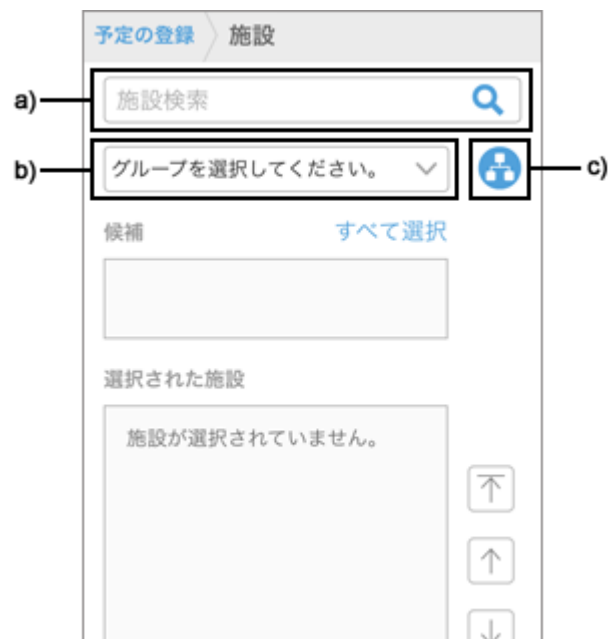 予定の登録 施設
a) 施設検索
b) グループを選択してください。 c)
候補 すべて選択
選択された施設
施設が選択されていません。